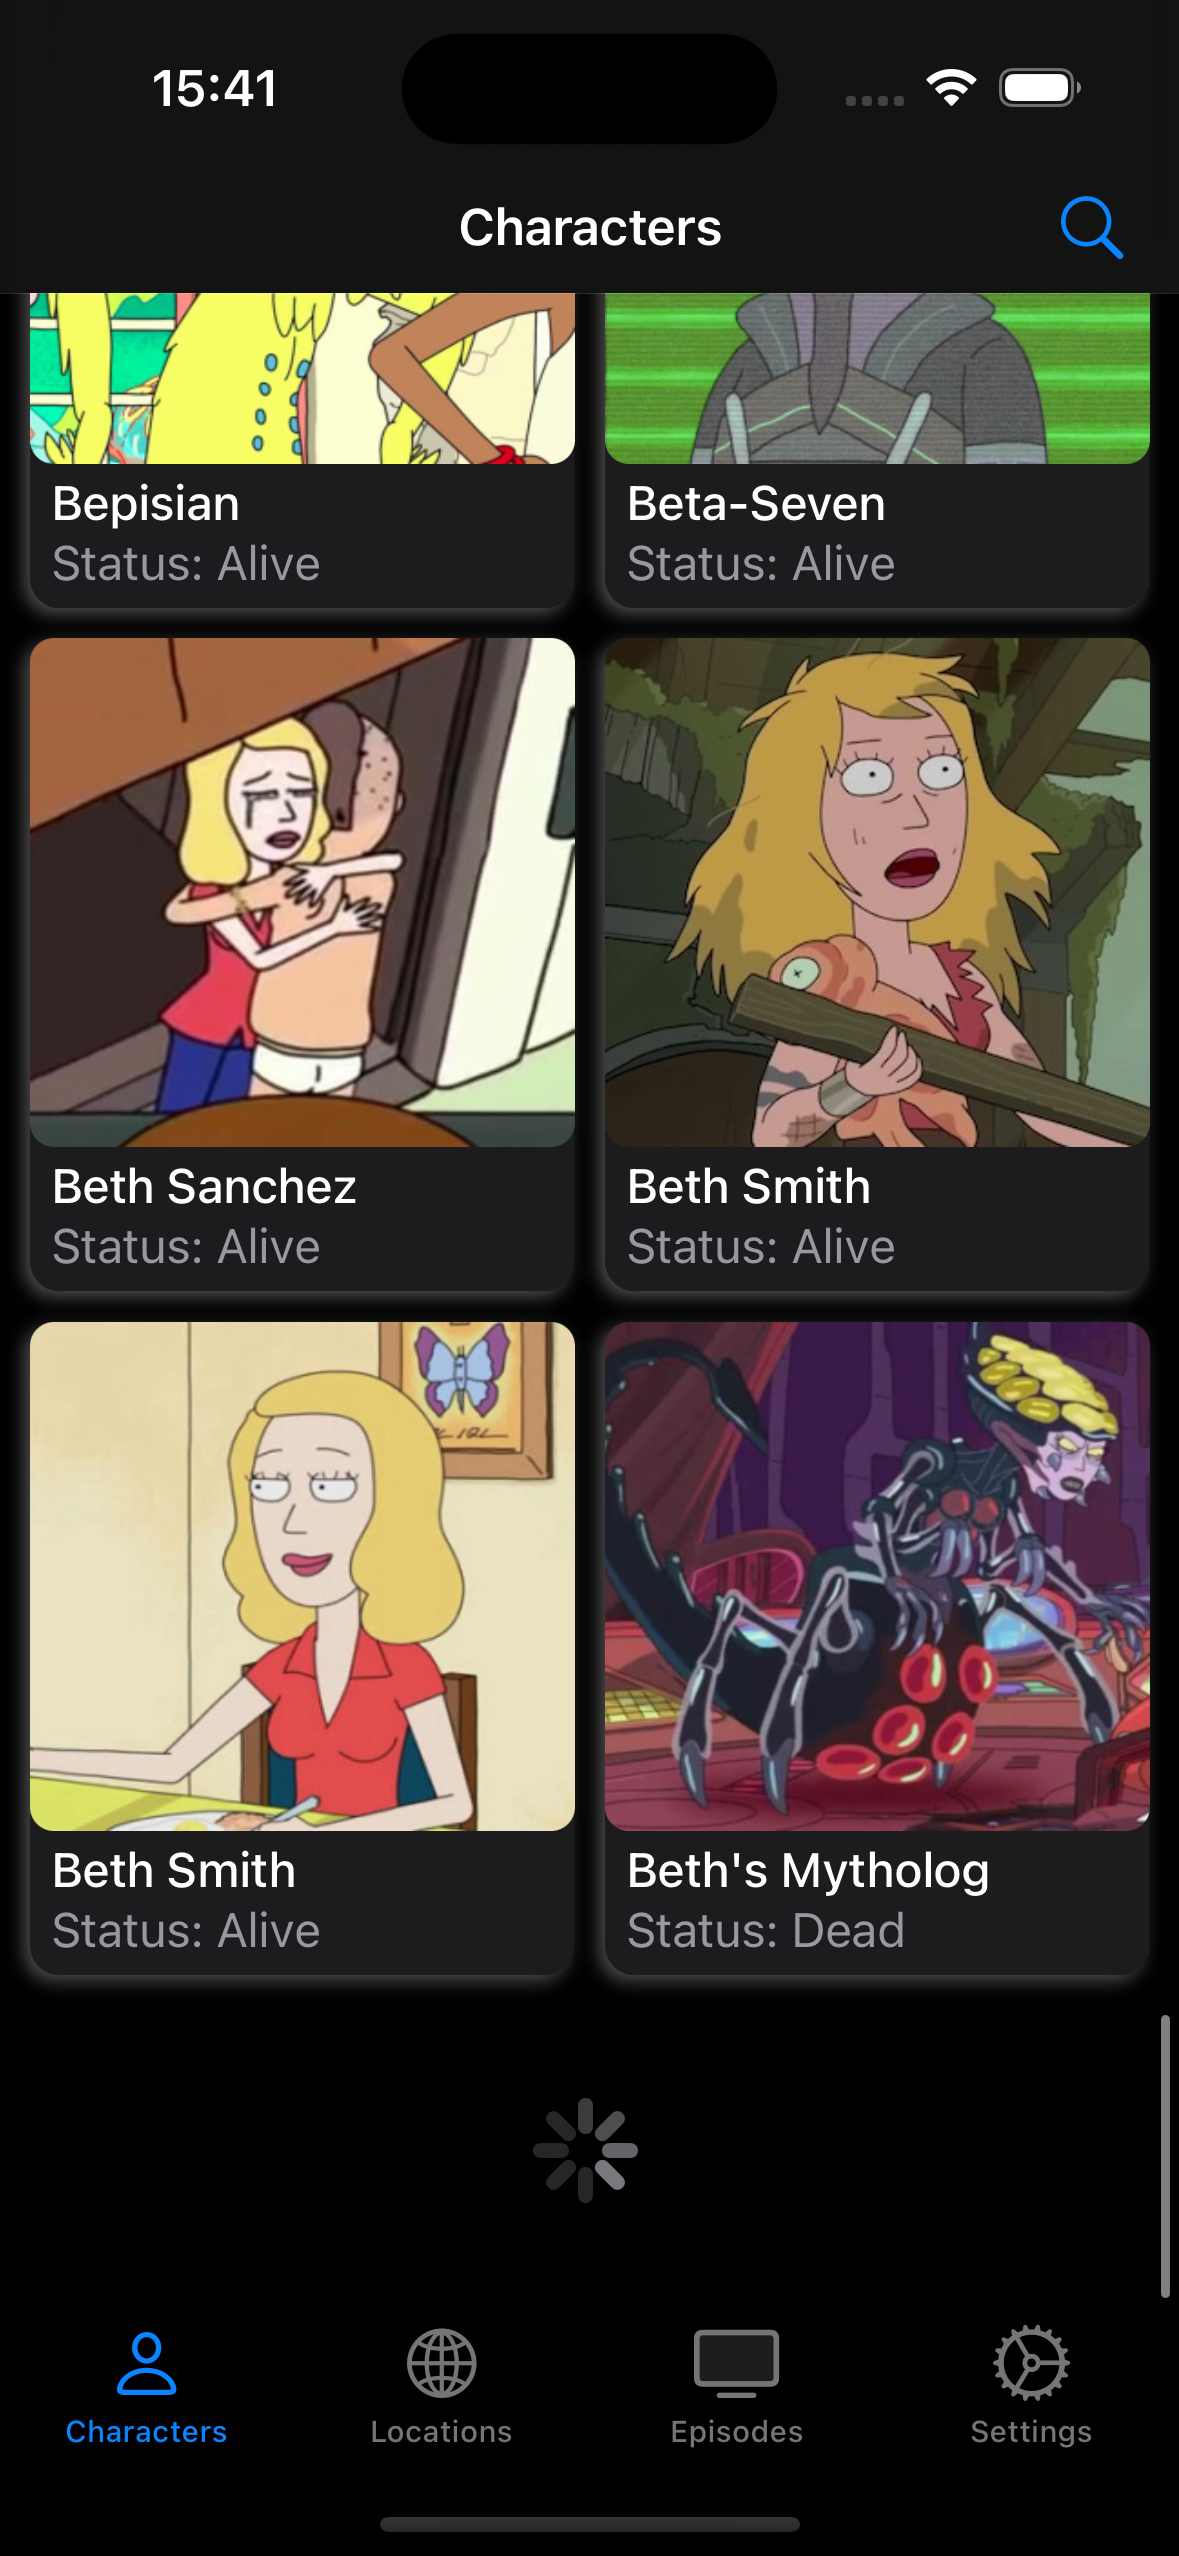 15:41
Characters
Bepisian
Status: Alive
Beta-Seven
Status: Alive
Beth Sanchez
Status: Alive
Beth Smith
Status: Alive
Beth Smith
Status: Alive
Beth's Mytholog
Status: Dead
Characters
Locations
Episodes
Settings